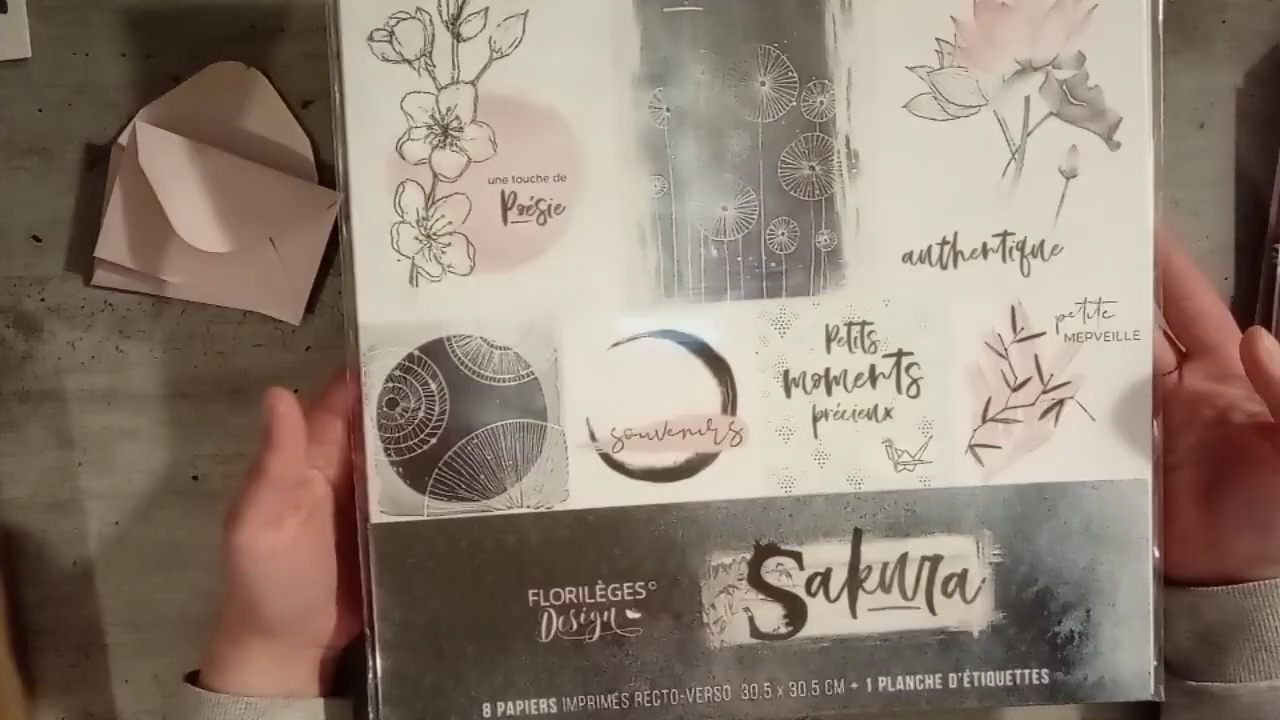 une touche de
Poésie
authentique
souvenirs
Petits
moments
précieux
petite
MERVEILLE
FLORILÈGES©
Design
Sakura
8 PAPIERS IMPRIMÉS RECTO-VERSO 30,5 x 30,5 CM + 1 PLANCHE D'ÉTIQUETTES